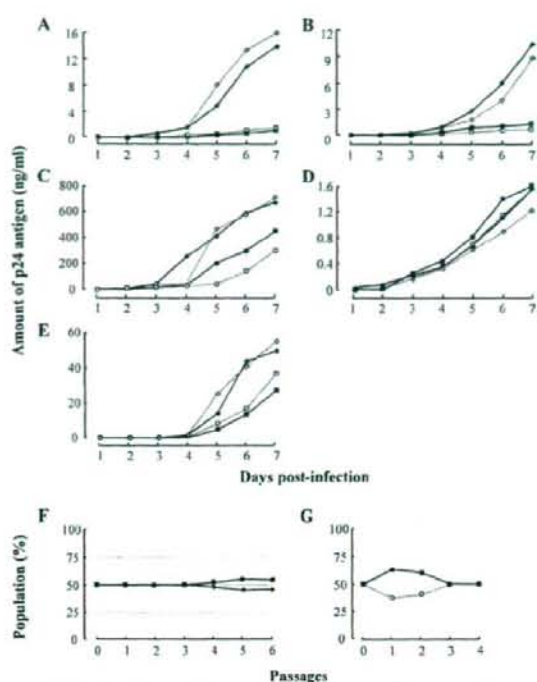 A
B
16
12
8
4
0
1 2 3 4 5 6 7
12
9
6
3
0
1 2 3 4 5 6 7
C
D
800
600
400
200
0
1 2 3 4 5 6 7
1.6
1.2
0.8
0.4
0
1 2 3 4 5 6 7
E
60
40
20
0
1 2 3 4 5 6 7
Amount of p24 antigen (ng/ml)
Days post-infection
F
G
100
75
50
25
0
0 1 2 3 4 5 6
100
75
50
25
0
0 1 2 3 4
Population (%)
Passages